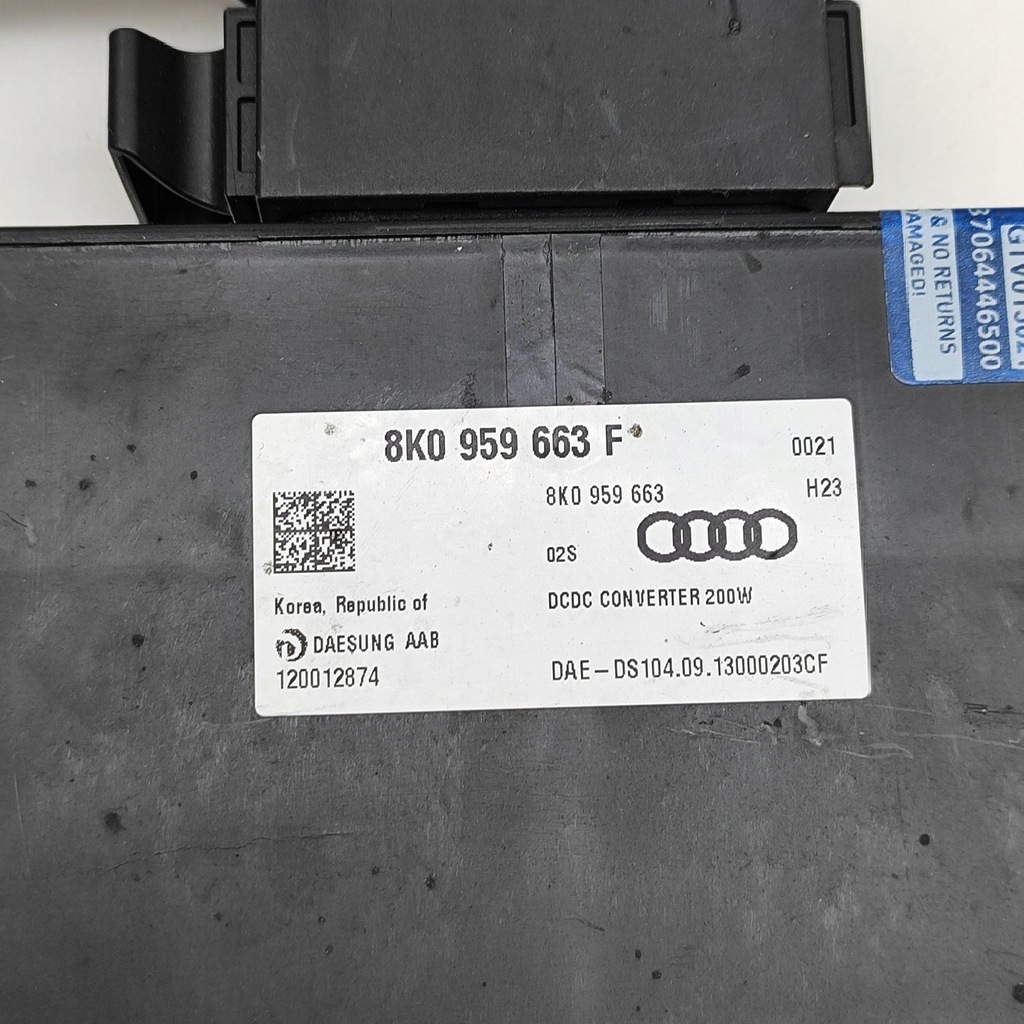 8K0 959 663 F
0021
8K0 959 663
H23
02S
Korea, Republic of
DCDC CONVERTER 200W
DAESUNG AAB
120012874
DAE-DS104.09.13000203CF
37064446500
& NO RETURNS
DAMAGED!